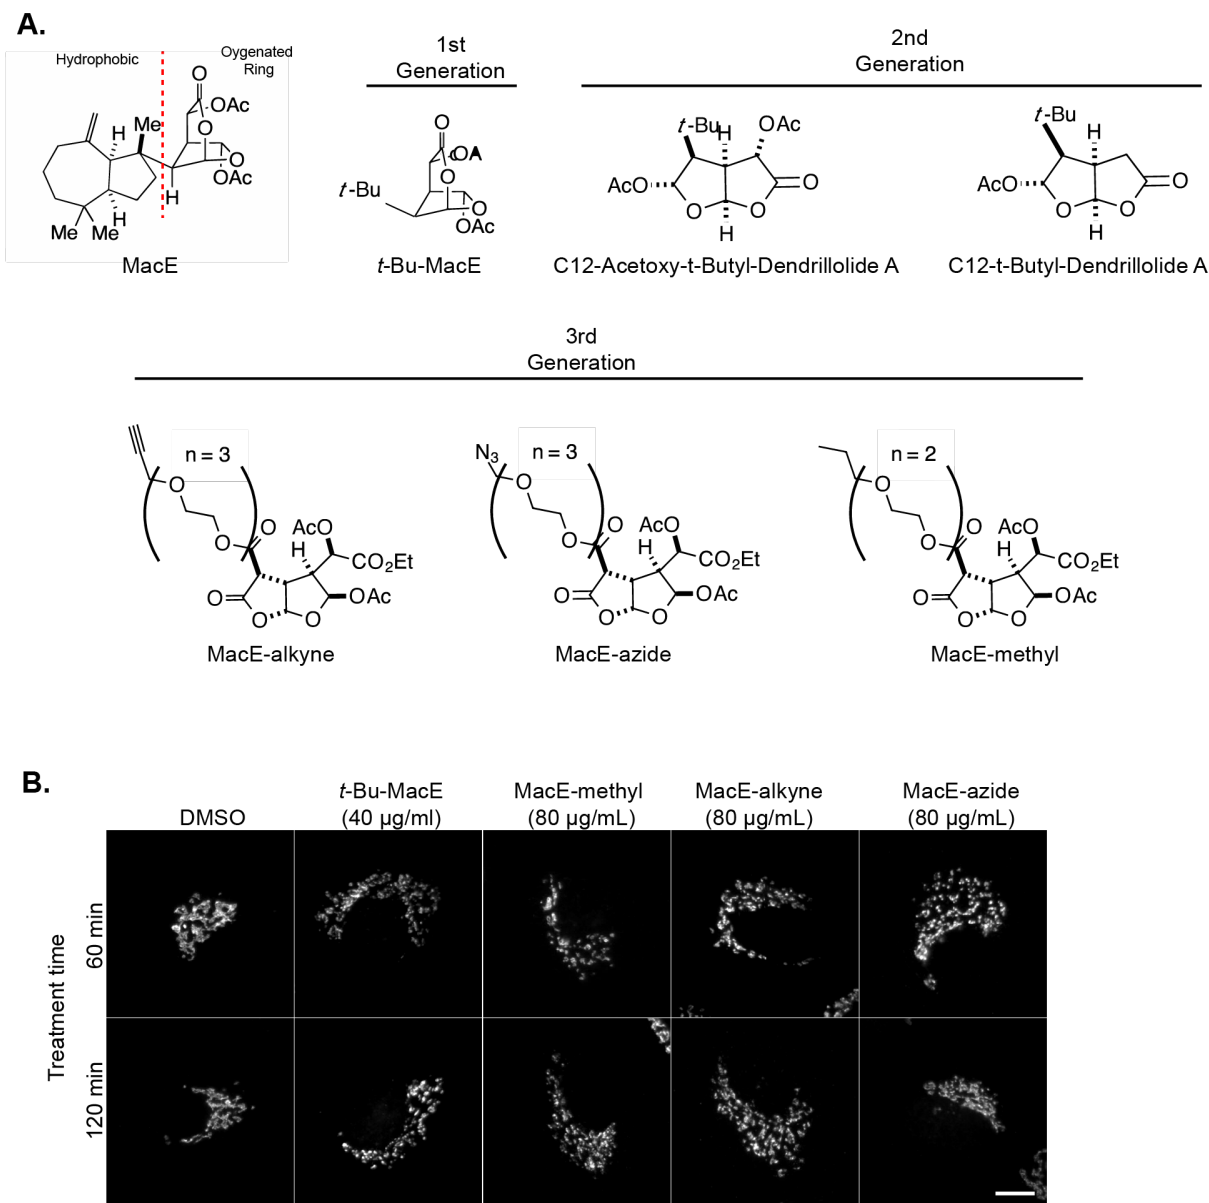 A.
Hydrophobic
Oygenated
Ring
O
OAc
O
O
OAc
H
Me
H
H
Me Me
MacE
1st
Generation
O
OA
O
t-Bu
O
OAc
t-Bu-MacE
2nd
Generation
t-Bu
H
OAc
AcO
O
O
O
H
C12-Acetoxy-t-Butyl-Dendrillolide A
t-Bu
H
AcO
O
O
O
H
C12-t-Butyl-Dendrillolide A
3rd
Generation
n = 3
O
O
O
AcO
H
CO2Et
O
OAc
O
O
MacE-alkyne
N3
n = 3
O
O
O
AcO
H
CO2Et
O
OAc
O
O
MacE-azide
n = 2
O
O
O
AcO
H
CO2Et
O
OAc
O
O
MacE-methyl
B.
DMSO
t-Bu-MacE
(40 µg/ml)
MacE-methyl
(80 µg/mL)
MacE-alkyne
(80 µg/mL)
MacE-azide
(80 µg/mL)
Treatment time
60 min
120 min